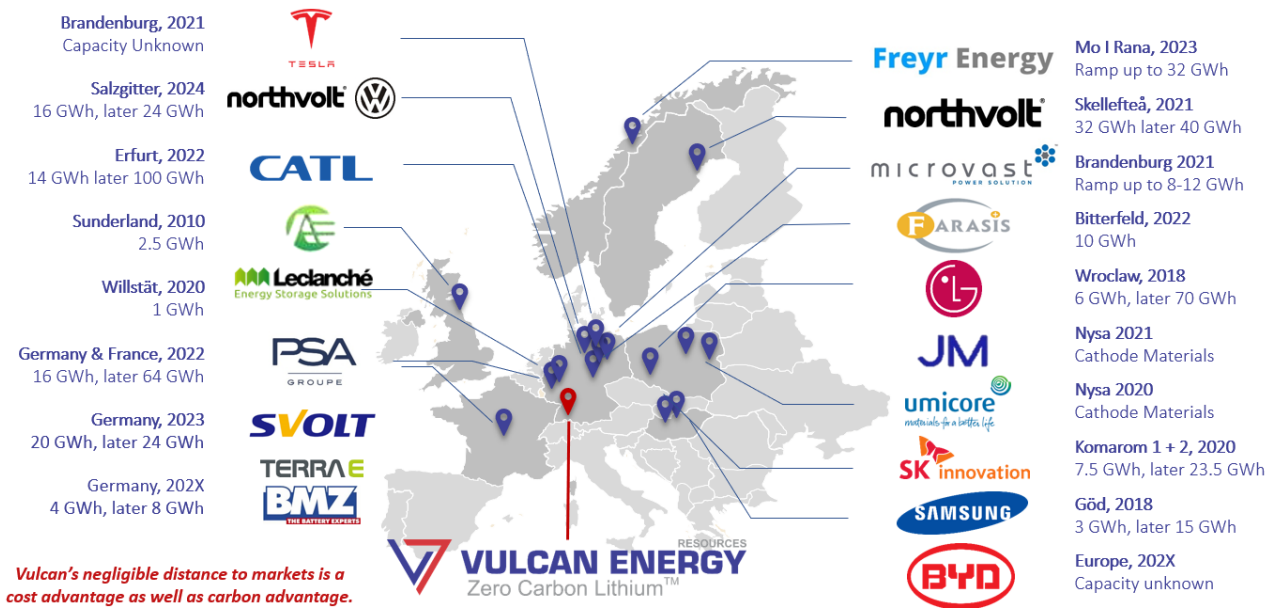 Brandenburg, 2021
Capacity Unknown
TESLA
Salzgitter, 2024
16 GWh, later 24 GWh
northvolt
Erfurt, 2022
14 GWh later 100 GWh
CATL
Sunderland, 2010
2.5 GWh
Willstät, 2020
1 GWh
Leclanché
Energy Storage Solutions
Germany & France, 2022
16 GWh, later 64 GWh
PSA
GROUPE
Germany, 2023
20 GWh, later 24 GWh
SVOLT
Germany, 202X
4 GWh, later 8 GWh
TERRA E
BMZ
THE BATTERY EXPERTS
Vulcan's negligible distance to markets is a
cost advantage as well as carbon advantage.
RESOURCES
VULCAN ENERGY
Zero Carbon Lithium™
Freyr Energy
Mo I Rana, 2023
Ramp up to 32 GWh
northvolt
Skellefteå, 2021
32 GWh later 40 GWh
microvast
POWER SOLUTION
Brandenburg 2021
Ramp up to 8-12 GWh
FARASIS
Bitterfeld, 2022
10 GWh
LG
Wroclaw, 2018
6 GWh, later 70 GWh
JM
Nysa 2021
Cathode Materials
umicore
materials for a better life
Nysa 2020
Cathode Materials
SK innovation
Komarom 1 + 2, 2020
7.5 GWh, later 23.5 GWh
SAMSUNG
Göd, 2018
3 GWh, later 15 GWh
BYD
Europe, 202X
Capacity unknown